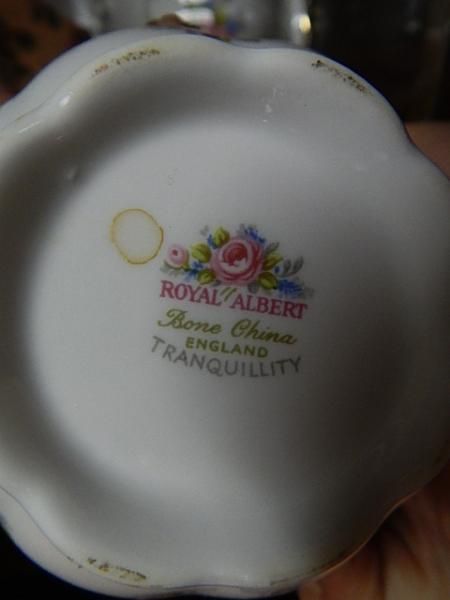 ROYAL ALBERT
Bone China
ENGLAND
TRANQUILLITY